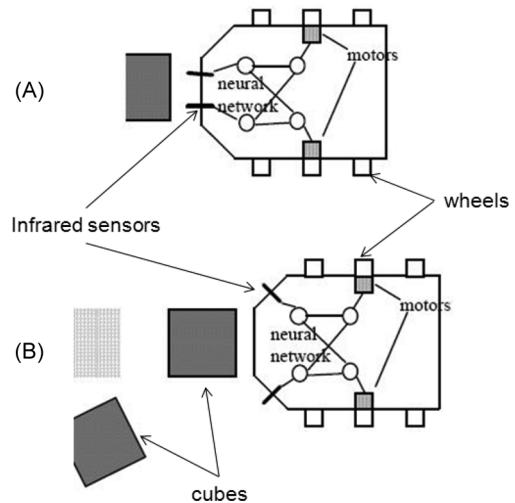 (A)
motors
neural
network
Infrared sensors
wheels
(B)
motors
neural
network
cubes